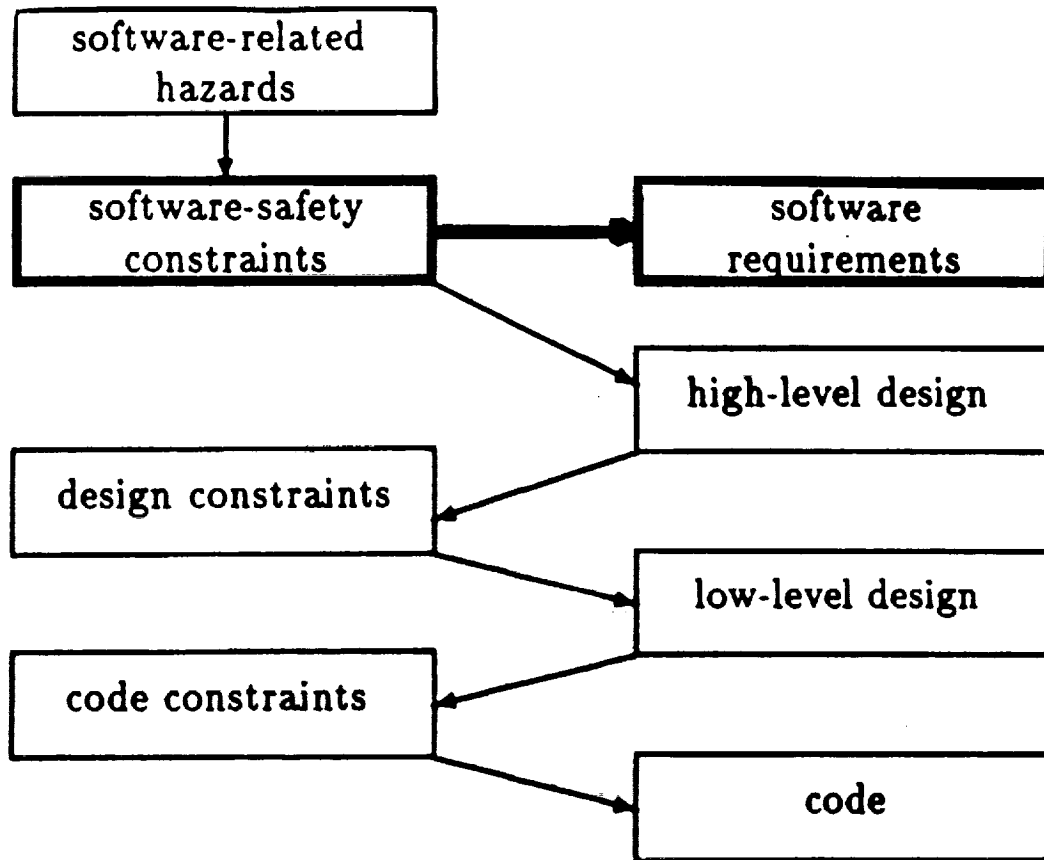 software-related
hazards
software-safety
constraints
software
requirements
high-level design
design constraints
low-level design
code constraints
code